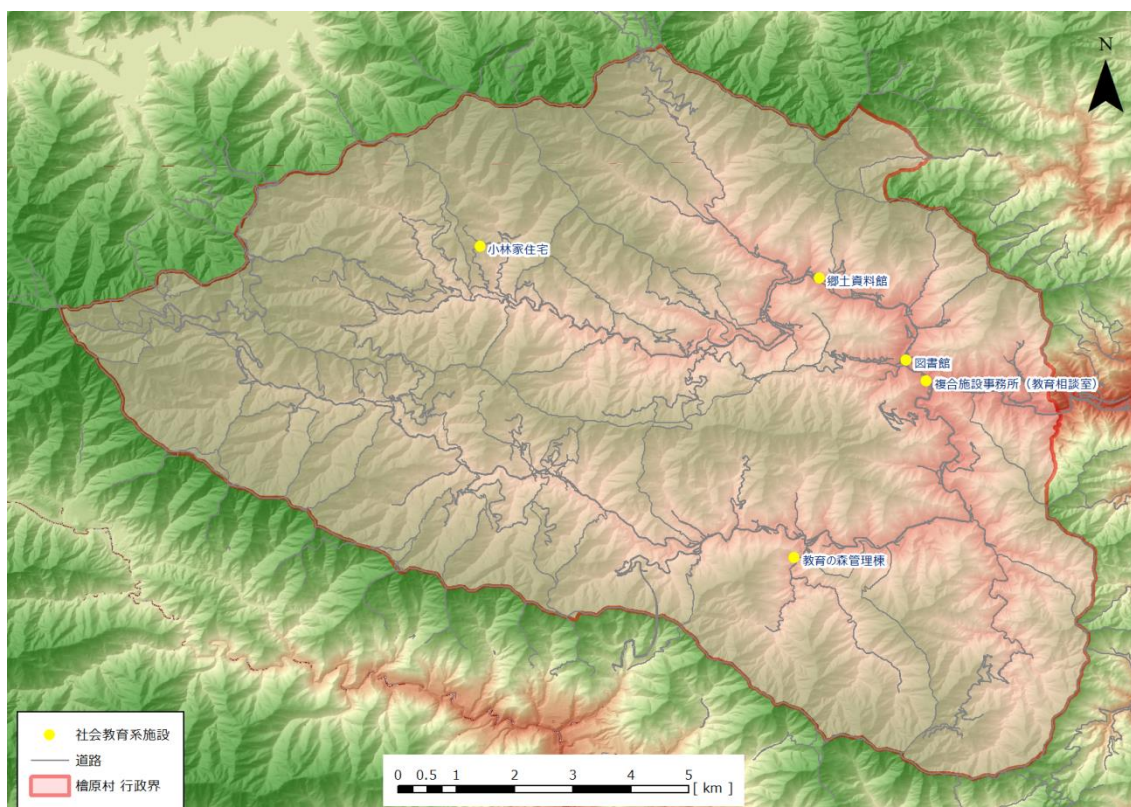 N
小林家住宅
郷土資料館
図書館
複合施設事務所（教育相談室）
教育の森管理棟
社会教育系施設
道路
檜原村 行政界
0 0.5 1 2 3 4 5 [ km ]